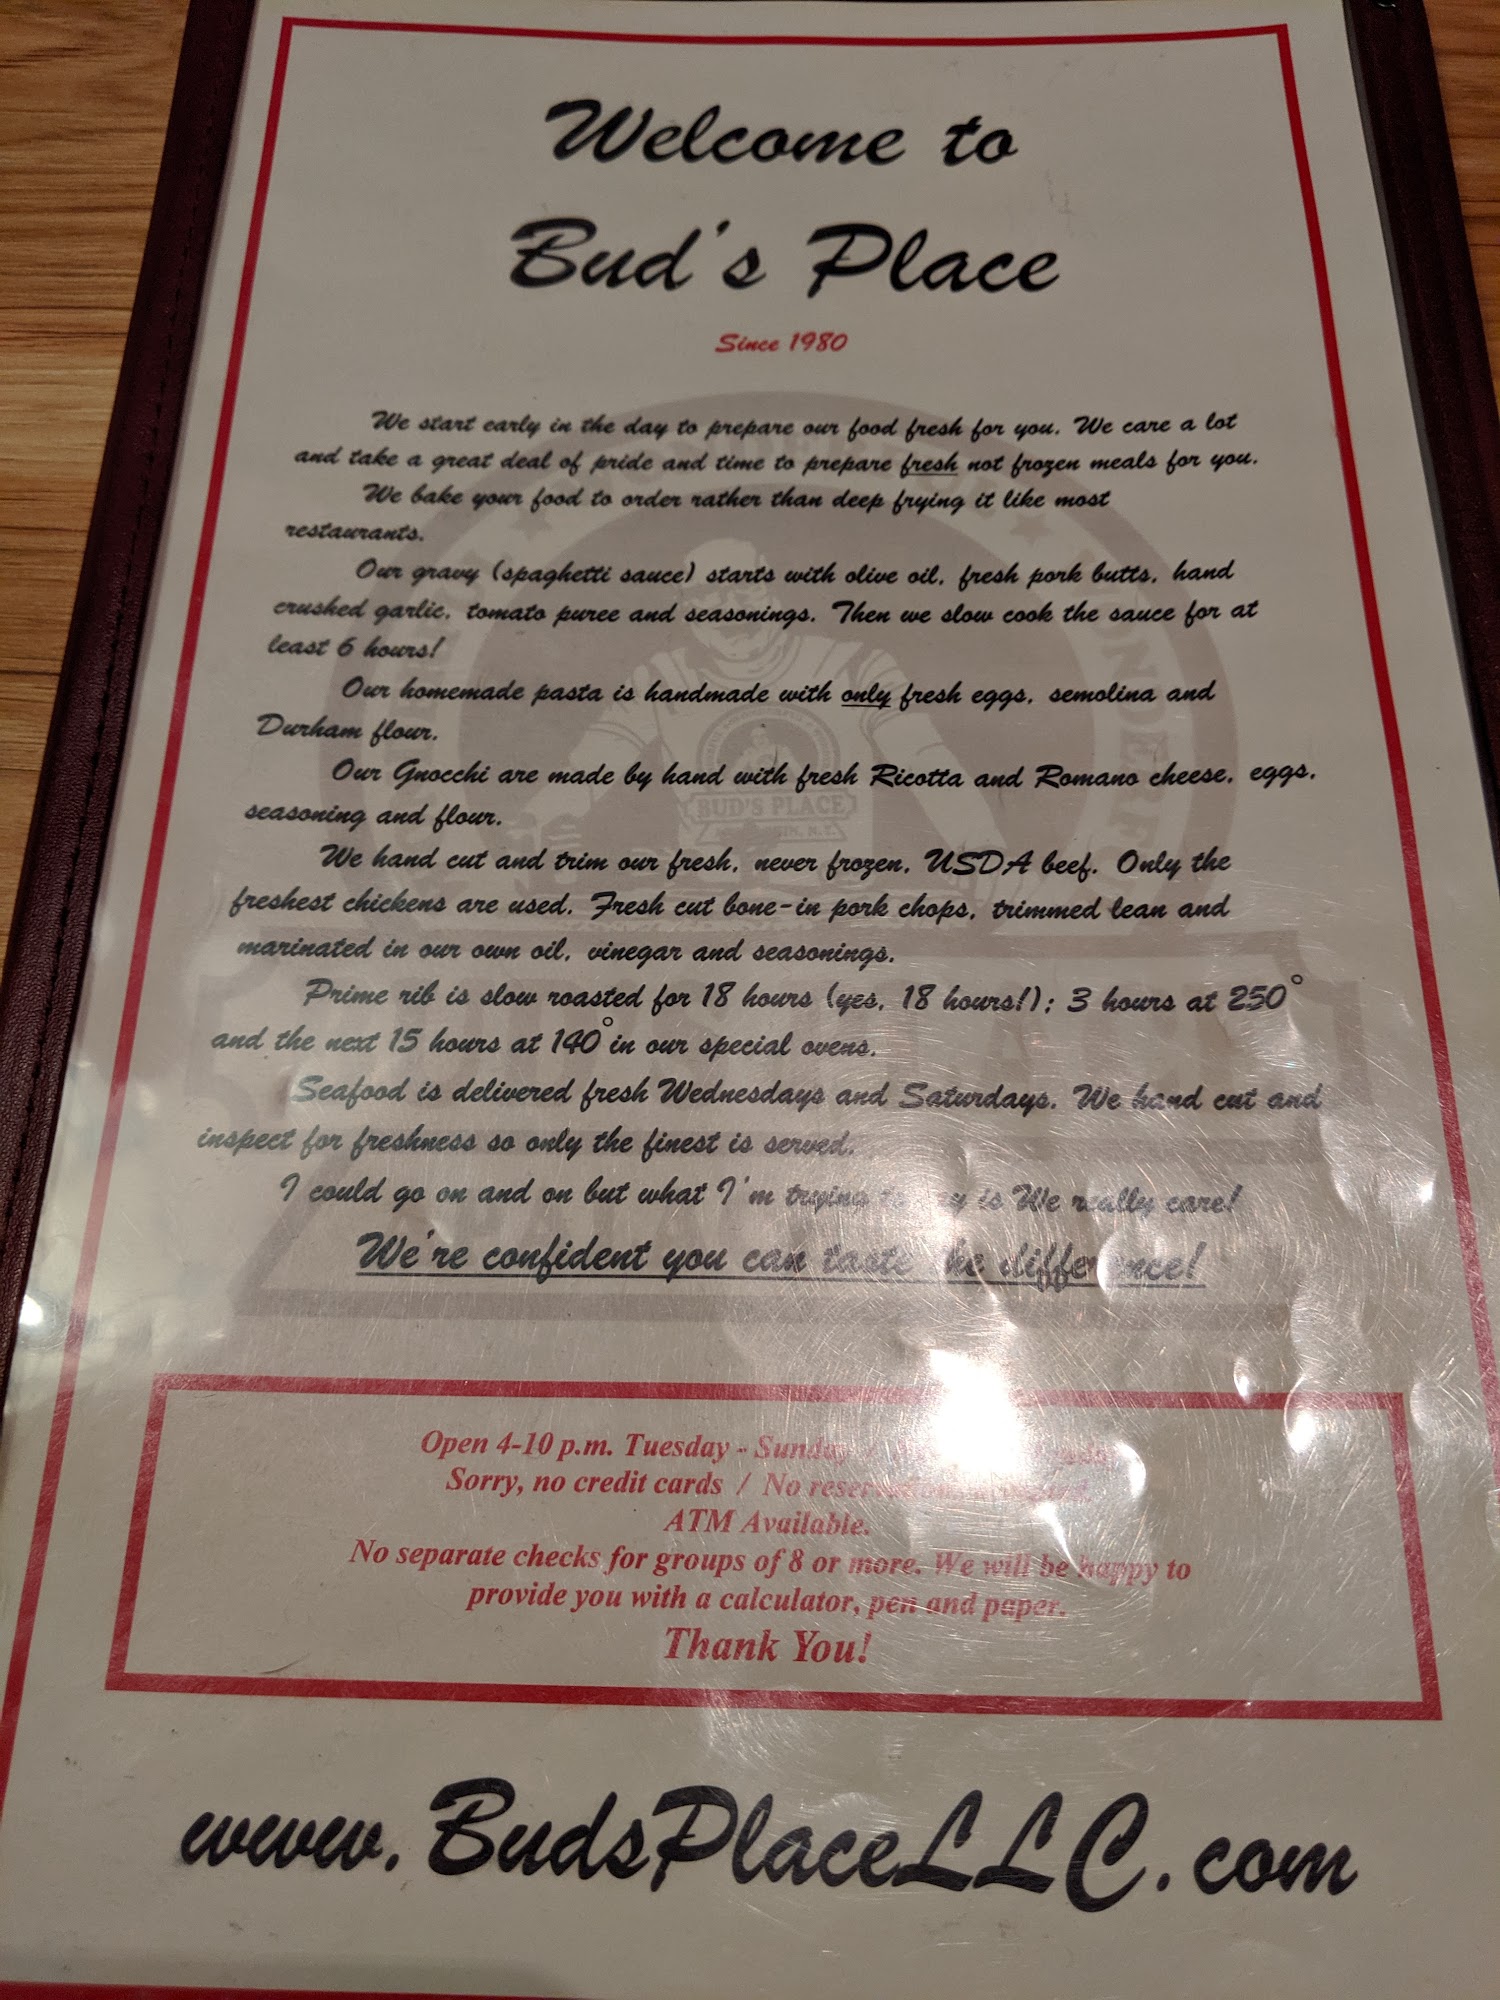 Welcome to
Bud's Place
Since 1980
We start early in the day to prepare our food fresh for you. We care a lot
and take a great deal of pride and time to prepare fresh not frozen meals for you.
We bake your food to order rather than deep frying it like most
restaurants.
Our gravy (spaghetti sauce) starts with olive oil, fresh pork butts, hand
crushed garlic, tomato puree and seasonings. Then we slow cook the sauce for at
least 6 hours!
Our homemade pasta is handmade with only fresh eggs, semolina and
Durham flour.
Our Gnocchi are made by hand with fresh Ricotta and Romano cheese, eggs,
seasoning and flour.
BUD'S PLACE
We hand cut and trim our fresh, never frozen, USDA beef. Only the
freshest chickens are used. Fresh cut bone-in pork chops, trimmed lean and
marinated in our own oil, vinegar and seasonings.
Prime rib is slow roasted for 18 hours (yes, 18 hours!); 3 hours at 250°
and the next 15 hours at 140° in our special ovens.
Seafood is delivered fresh Wednesdays and Saturdays. We hand cut and
inspect for freshness so only the finest is served.
I could go on and on but what I'm trying to say is We really care!
We're confident you can taste the difference!
Open 4-10 p.m. Tuesday - Sunday /
Sorry, no credit cards / No
ATM Available.
No separate checks for groups of 8 or more. We will be happy to
provide you with a calculator, pen and paper.
Thank You!
www.BudsPlaceLLC.com